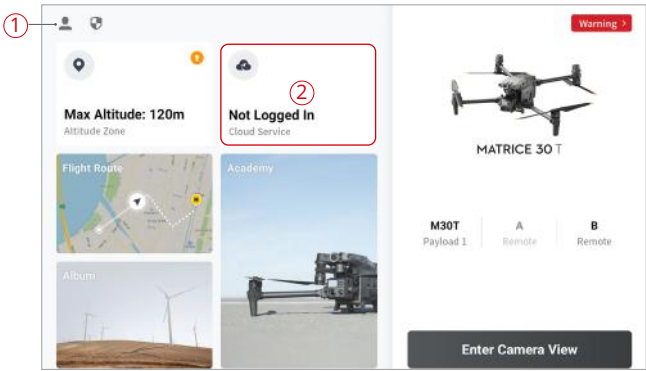 ①
Warning >
②
Max Altitude: 120m
Altitude Zone
Not Logged In
Cloud Service
MATRICE 30 T
Flight Route
Academy
M30T
Payload 1
A
Remote
B
Remote
Album
Enter Camera View